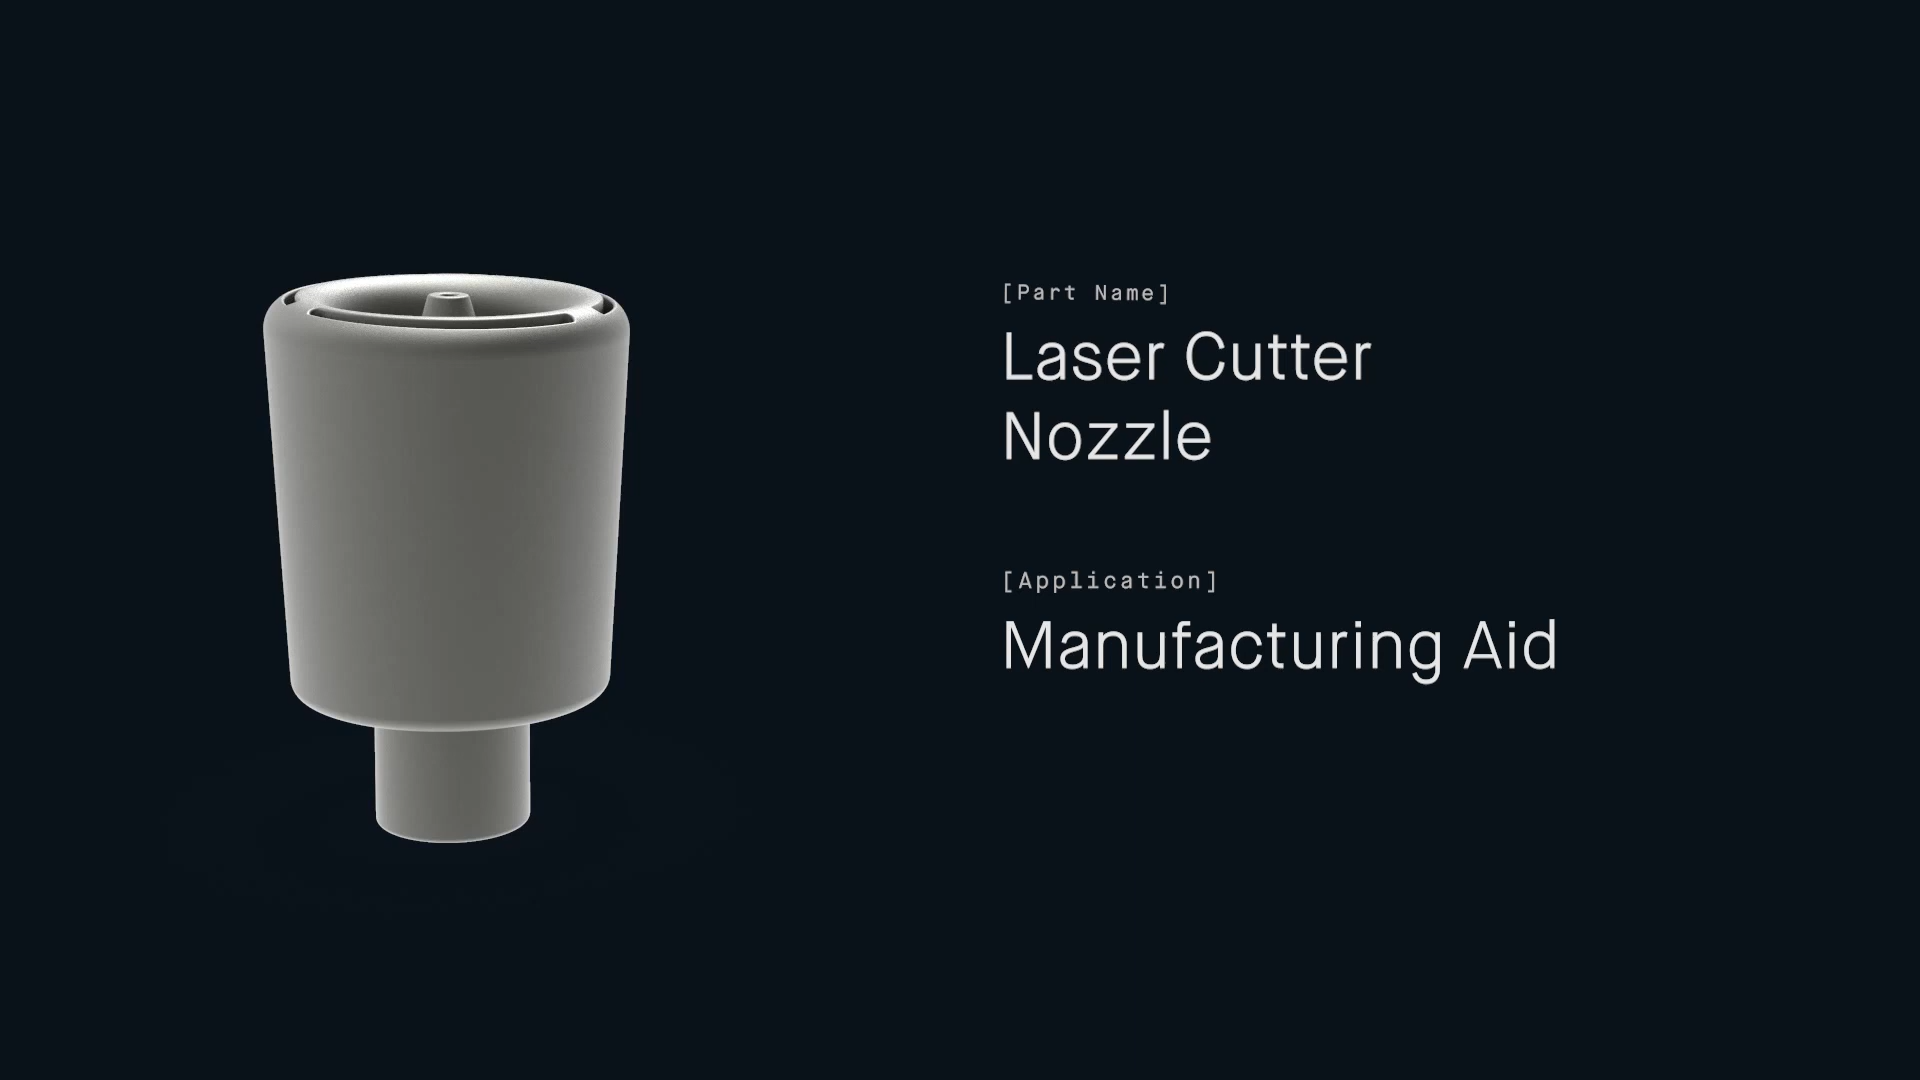 [Part Name]
Laser Cutter
Nozzle
[Application]
Manufacturing Aid